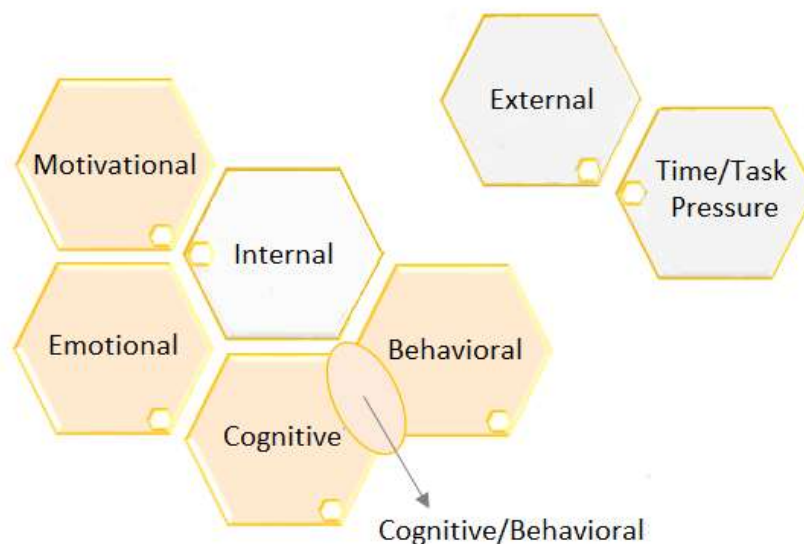 External
Motivational
Time/Task
Pressure
Internal
Emotional
Behavioral
Cognitive
Cognitive/Behavioral